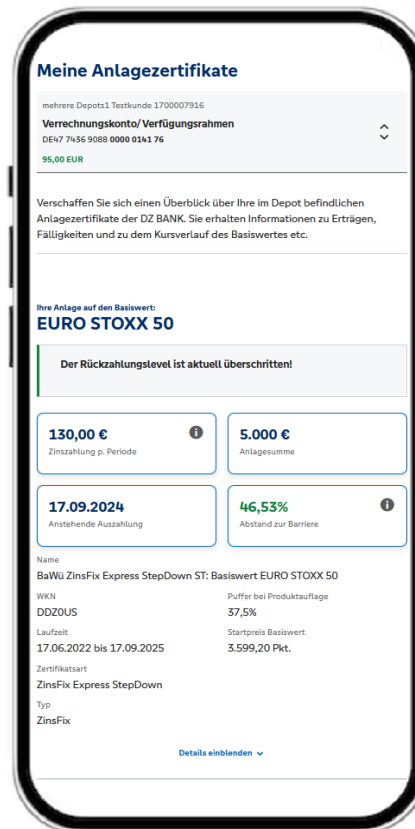 Meine Anlagezertifikate
mehrere Depots1 Testkunde 1700007916
Verrechnungskonto/ Verfügungsrahmen
DE47 7436 9088 0000 0141 76
95,00 EUR
Verschaffen Sie sich einen Überblick über Ihre im Depot befindlichen
Anlagezertifikate der DZ BANK. Sie erhalten Informationen zu Erträgen,
Fälligkeiten und zu dem Kursverlauf des Basiswertes etc.
Ihre Anlage auf den Basiswert:
EURO STOXX 50
Der Rückzahlungslevel ist aktuell überschritten!
130,00 €
Zinszahlung p. Periode
5.000 €
Anlagesumme
17.09.2024
Anstehende Auszahlung
46,53%
Abstand zur Barriere
Name
BaWü ZinsFix Express StepDown ST: Basiswert EURO STOXX 50
WKN
DDZ0US
Puffer bei Produktauflage
37,5%
Laufzeit
17.06.2022 bis 17.09.2025
Startpreis Basiswert
3.599,20 Pkt.
Zertifikatsart
ZinsFix Express StepDown
Typ
ZinsFix
Details einblenden